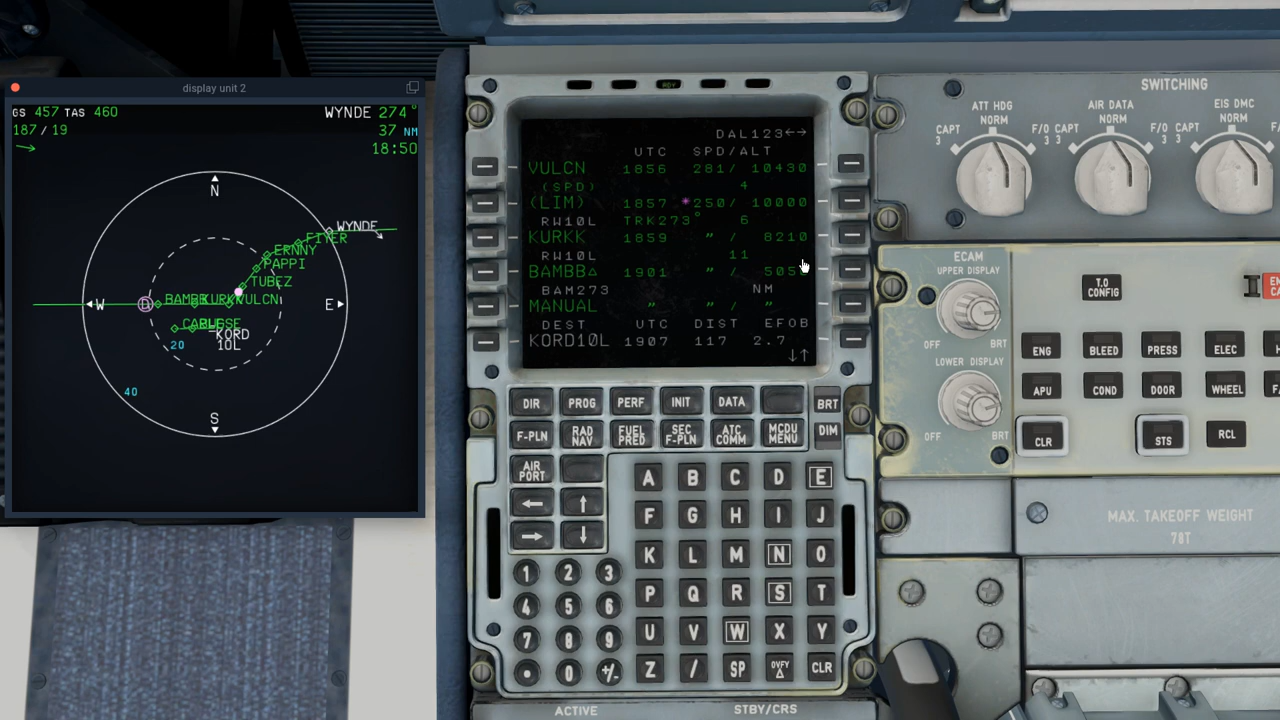 display unit 2
GS 457 TAS 460
WYNDE 274°
187/19
37 NM
18:50
N
WYNDE
FIYER
ERNNY
PAPPI
TUBEZ
W
E
KORD
10L
20
40
S
RDY
DAL123←→
UTC SPD/ALT
VULCN 1856 281/ 10430
(SPD) 4
(LIM) 1857 *250/ 10000
RW10L TRK273° 6
KURKK 1859 " / 8210
RW10L 11
BAMBB△ 1901 " /
BAM273 NM
MANUAL " " / "
DEST UTC DIST EFOB
KORD10L 1907 117 2.7
↓↑
DIR PROG PERF INIT DATA BRT
F-PLN RAD NAV FUEL PRED SEC F-PLN ATC COMM MCDU MENU DIM
AIR PORT
← ↑
→ ↓
A B C D E
F G H I J
K L M N O
P Q R S T
U V W X Y
Z / SP OVFY △ CLR
1 2 3
4 5 6
7 8 9
. 0 +/-
SWITCHING
ATT HDG
NORM
CAPT 3
F/O 3
AIR DATA
NORM
CAPT 3
F/O 3
EIS DMC
NORM
CAPT 3
F/O
ECAM
UPPER DISPLAY
OFF BRT
LOWER DISPLAY
OFF BRT
T.O CONFIG
ENG BLEED PRESS ELEC
APU COND DOOR WHEEL
CLR STS RCL
MAX. TAKEOFF WEIGHT
78T
ACTIVE STBY/CRS